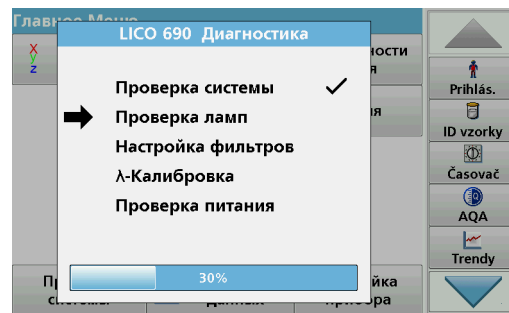 Главное Меню
LICO 690 Диагностика
x
y
z
Проверка системы
Проверка ламп
Настройка фильтров
λ-Калибровка
Проверка питания
30%
Prihlás.
ID vzorky
Časovač
AQA
Trendy